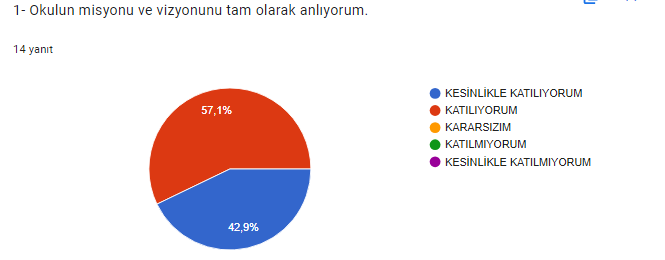 1- Okulun misyonu ve vizyonunu tam olarak anlıyorum.
14 yanıt
57,1%
42,9%
KESİNLİKLE KATILIYORUM
KATILIYORUM
KARARSIZIM
KATILMIYORUM
KESİNLİKLE KATILMIYORUM